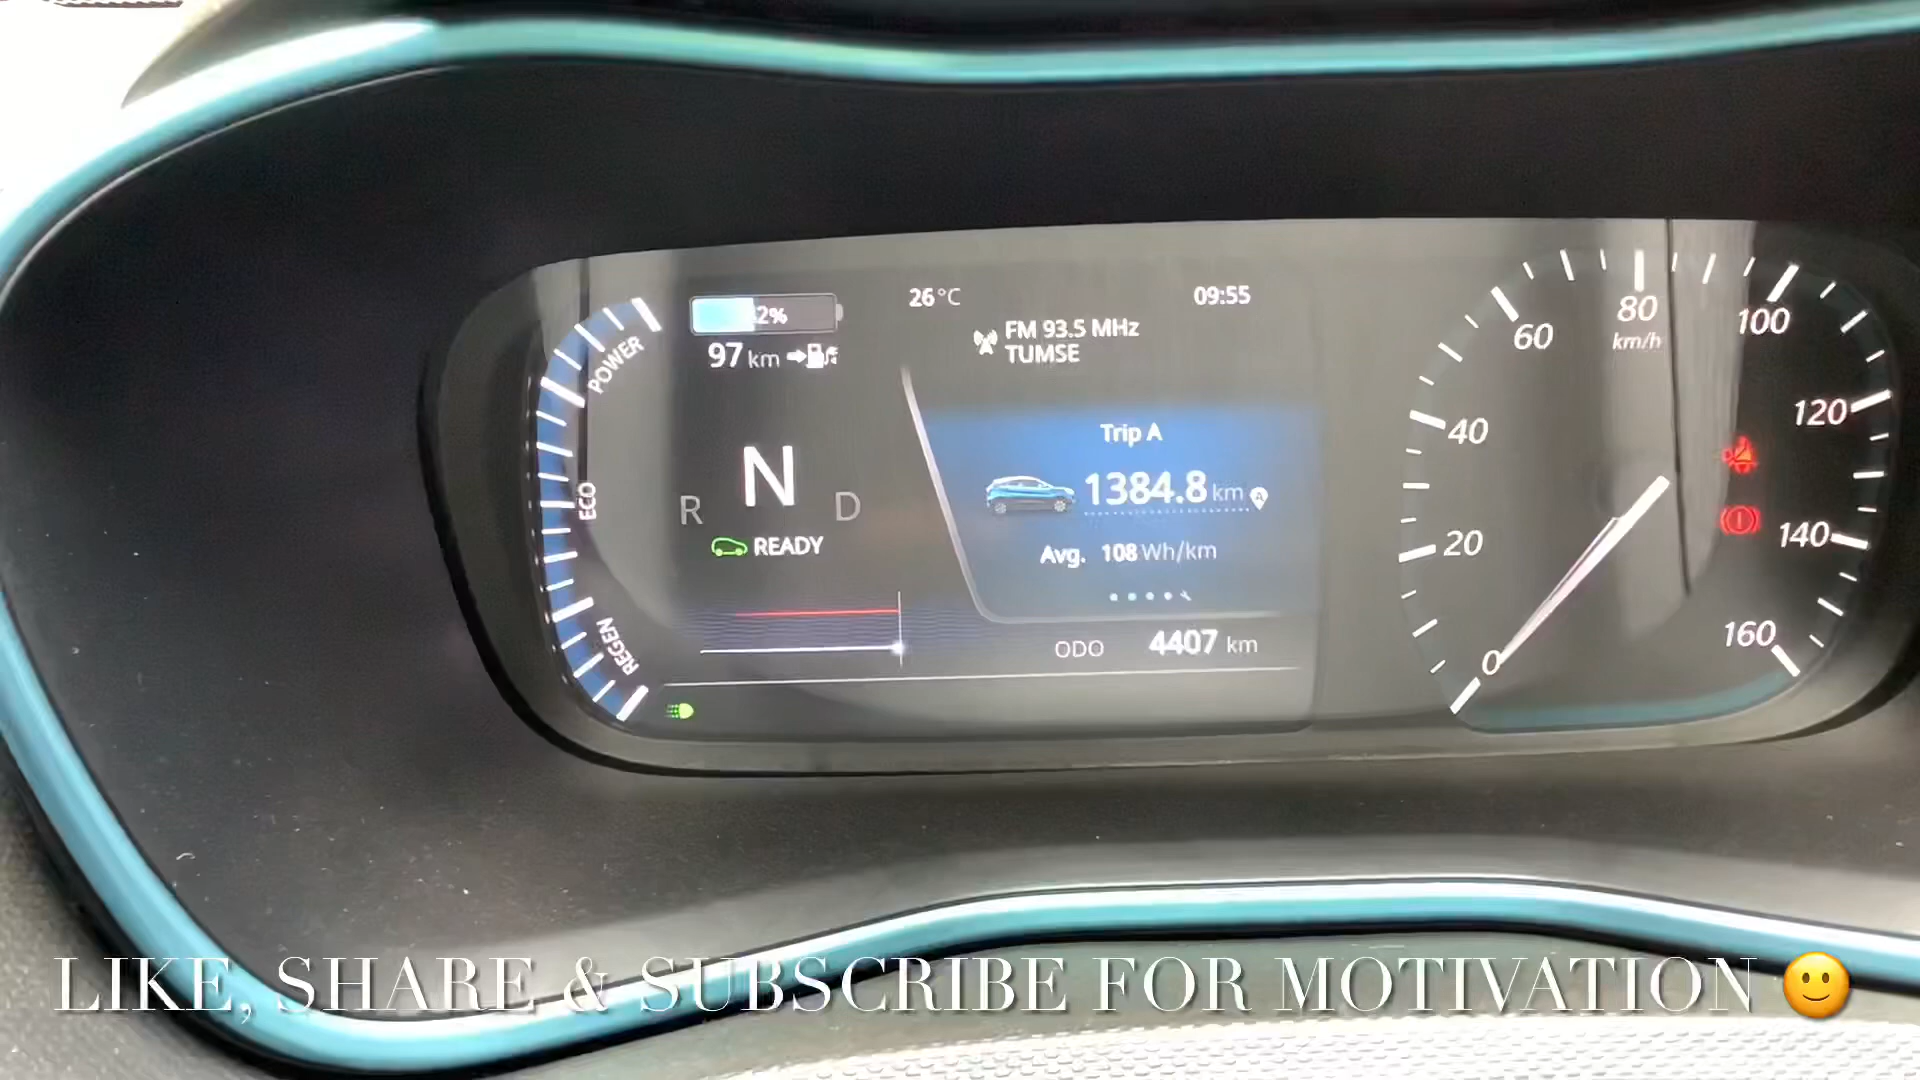 26°C
09:55
97 km
FM 93.5 MHz
TUMSE
POWER
ECO
REGEN
R N D
READY
Trip A
1384.8 km
A
Avg. 108 Wh/km
ODO 4407 km
0
20
40
60
80
100
120
140
160
km/h
LIKE, SHARE & SUBSCRIBE FOR MOTIVATION 🙂